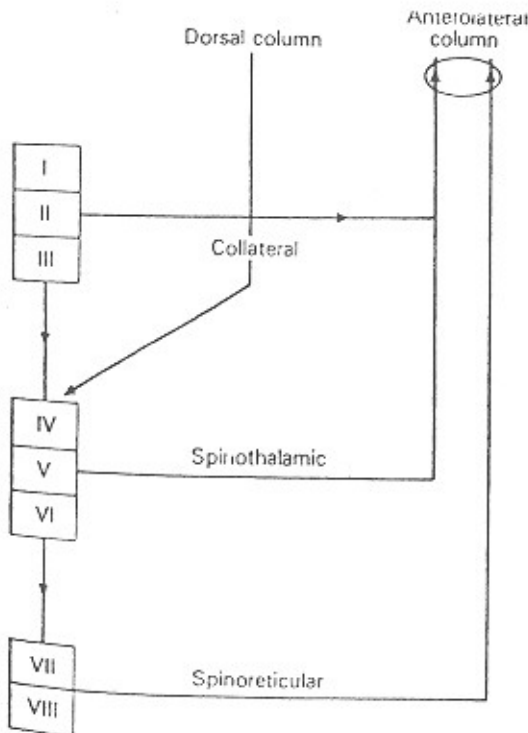 Dorsal column
Anterolateral
column
I
II
III
Collateral
IV
V
VI
Spinothalamic
VII
VIII
Spinoreticular